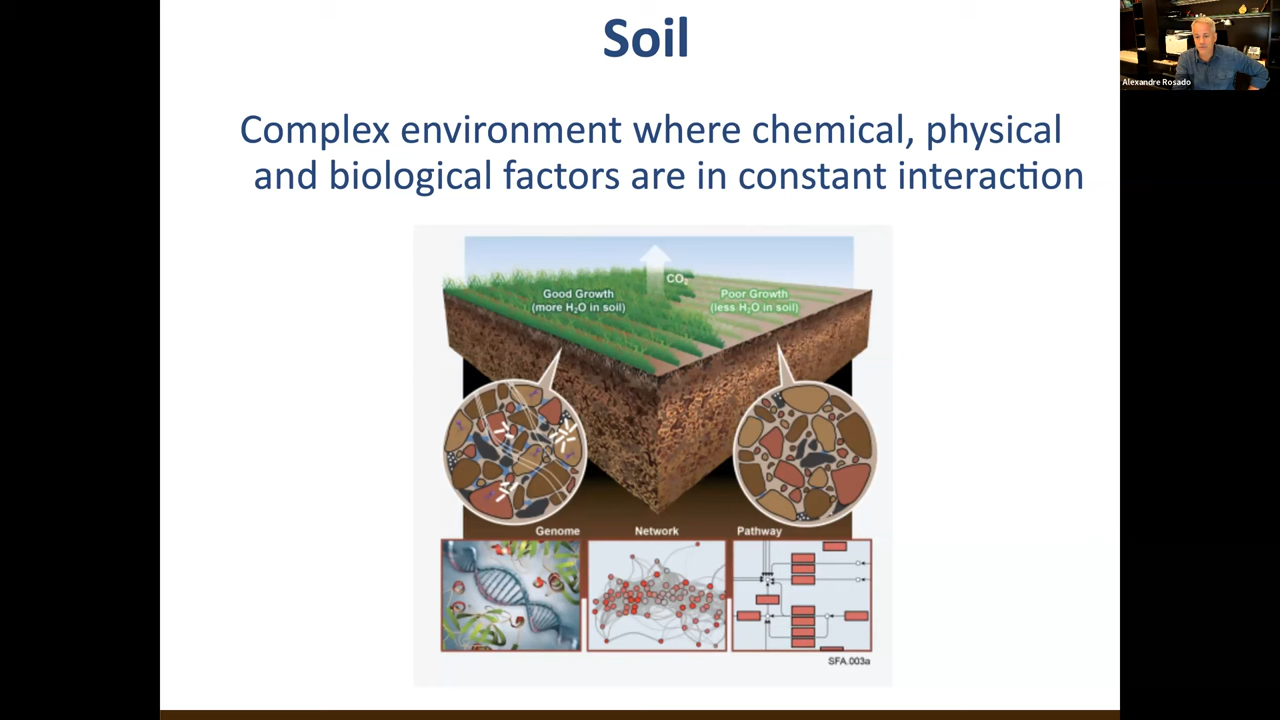 Soil
Alexandre Rosado
Complex environment where chemical, physical
and biological factors are in constant interaction
CO₂
Good Growth
(more H₂O in soil)
Poor Growth
(less H₂O in soil)
Genome
Network
Pathway
SFA.003a